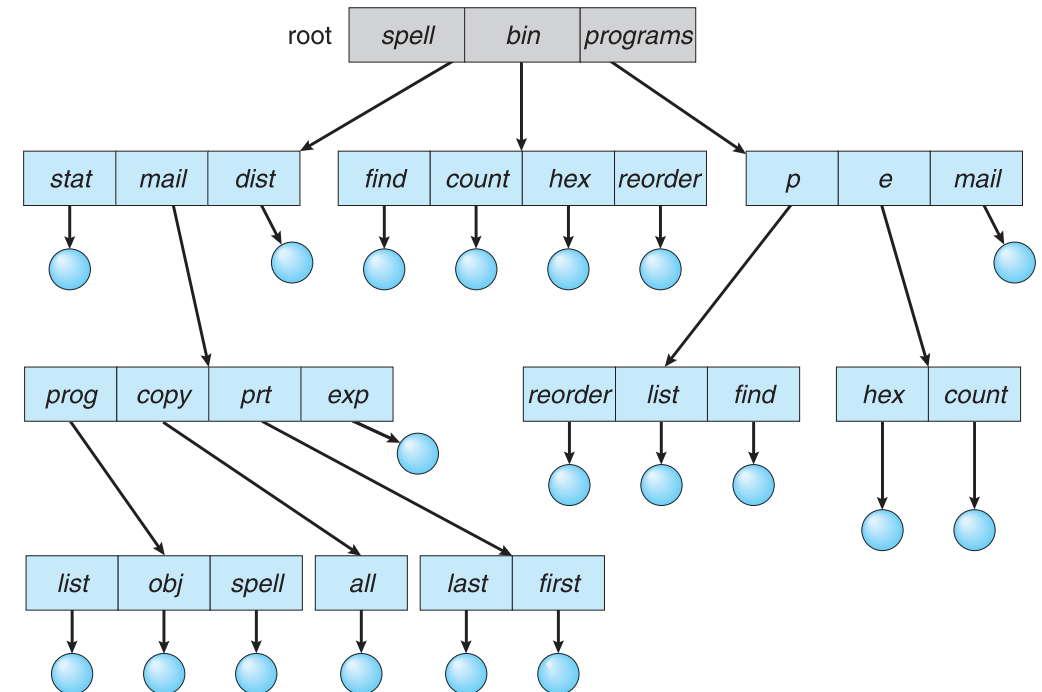 root spell bin programs
stat mail dist find count hex reorder p e mail
prog copy prt exp reorder list find hex count
list obj spell all last first